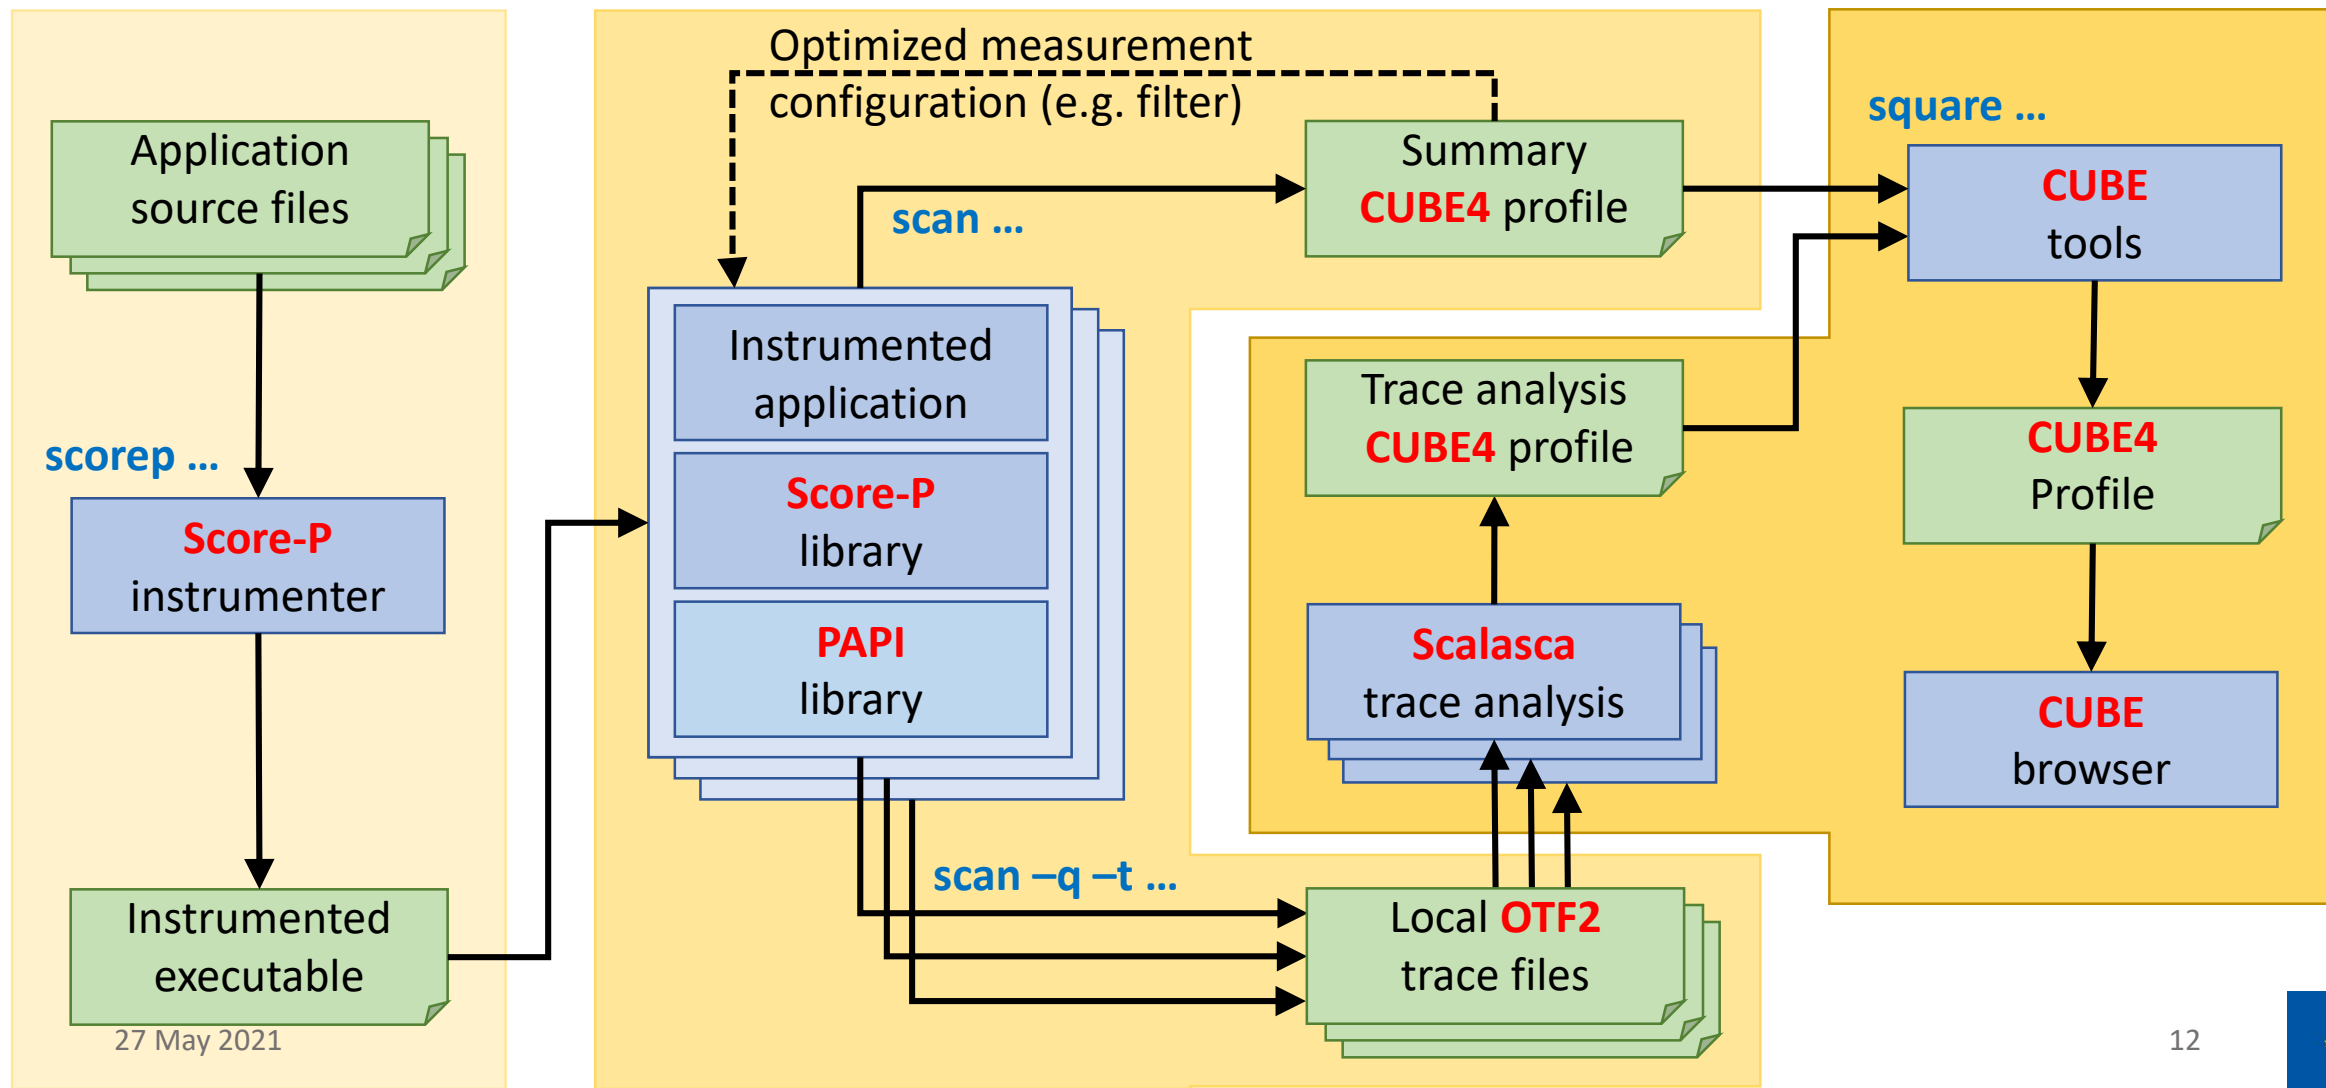 Application
source files
scorep …
Score-P
instrumenter
Instrumented
executable
27 May 2021
Optimized measurement
configuration (e.g. filter)
scan …
Instrumented
application
Score-P
library
PAPI
library
scan –q –t …
Summary
CUBE4 profile
Trace analysis
CUBE4 profile
Scalasca
trace analysis
Local OTF2
trace files
square …
CUBE
tools
CUBE4
Profile
CUBE
browser
12